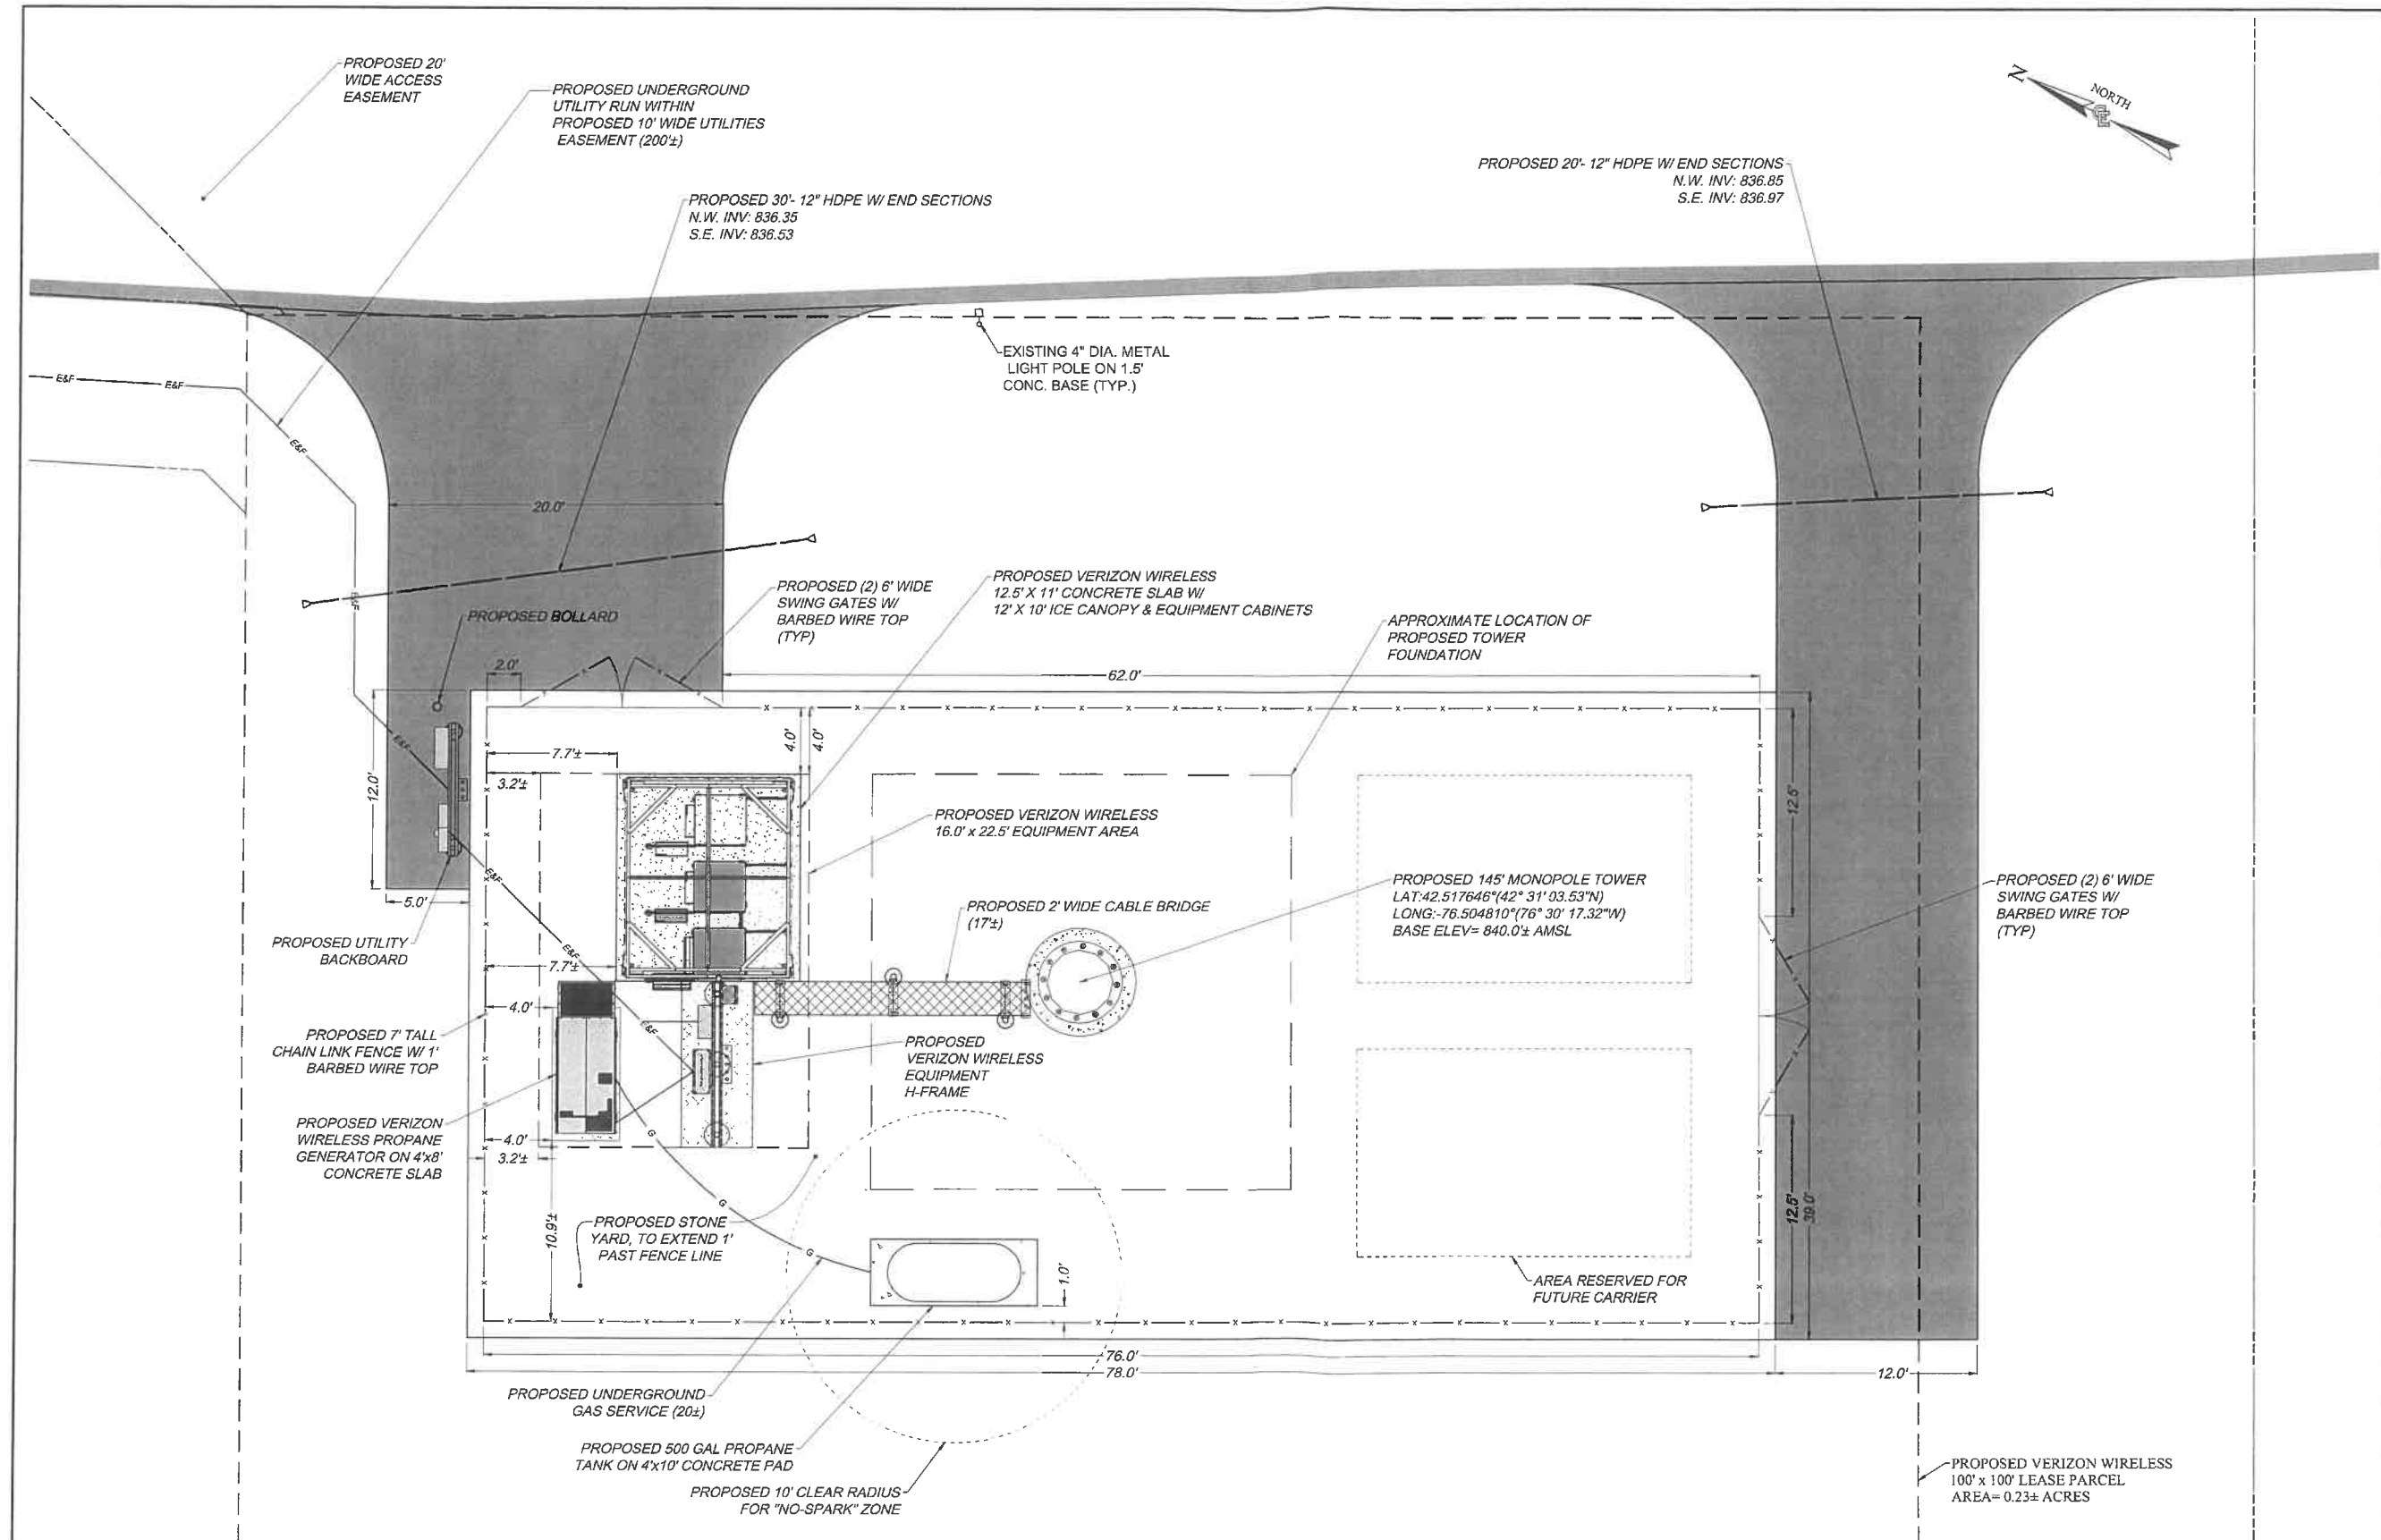 PROPOSED 20'
WIDE ACCESS
EASEMENT
PROPOSED UNDERGROUND
UTILITY RUN WITHIN
PROPOSED 10' WIDE UTILITIES
EASEMENT (200'±)
N
NORTH
PROPOSED 30'- 12" HDPE W/ END SECTIONS
N.W. INV: 836.35
S.E. INV: 836.53
PROPOSED 20'- 12" HDPE W/ END SECTIONS
N.W. INV: 836.85
S.E. INV: 836.97
EXISTING 4" DIA. METAL
LIGHT POLE ON 1.5'
CONC. BASE (TYP.)
E&F
E&F
E&F
E&F
20.0'
PROPOSED BOLLARD
PROPOSED (2) 6' WIDE
SWING GATES W/
BARBED WIRE TOP
(TYP)
PROPOSED VERIZON WIRELESS
12.5' X 11' CONCRETE SLAB W/
12' X 10' ICE CANOPY & EQUIPMENT CABINETS
APPROXIMATE LOCATION OF
PROPOSED TOWER
FOUNDATION
2.0'
62.0'
E&F
7.7'±
4.0'
4.0'
3.2'±
12.0'
12.5'
PROPOSED VERIZON WIRELESS
16.0' x 22.5' EQUIPMENT AREA
E&F
5.0'
PROPOSED UTILITY
BACKBOARD
PROPOSED 2' WIDE CABLE BRIDGE
(17'±)
PROPOSED 145' MONOPOLE TOWER
LAT:42.517646°(42° 31' 03.53"N)
LONG:-76.504810°(76° 30' 17.32"W)
BASE ELEV= 840.0'± AMSL
PROPOSED (2) 6' WIDE
SWING GATES W/
BARBED WIRE TOP
(TYP)
E&F
7.7'±
4.0'
E&F
PROPOSED 7' TALL
CHAIN LINK FENCE W/ 1'
BARBED WIRE TOP
PROPOSED
VERIZON WIRELESS
EQUIPMENT
H-FRAME
PROPOSED VERIZON
WIRELESS PROPANE
GENERATOR ON 4'x8'
CONCRETE SLAB
4.0'
3.2'±
G
G
G
10.9'±
PROPOSED STONE
YARD, TO EXTEND 1'
PAST FENCE LINE
1.0'
12.5'
39.0'
AREA RESERVED FOR
FUTURE CARRIER
76.0'
78.0'
12.0'
PROPOSED UNDERGROUND
GAS SERVICE (20±)
PROPOSED 500 GAL PROPANE
TANK ON 4'x10' CONCRETE PAD
PROPOSED 10' CLEAR RADIUS
FOR "NO-SPARK" ZONE
PROPOSED VERIZON WIRELESS
100' x 100' LEASE PARCEL
AREA= 0.23± ACRES